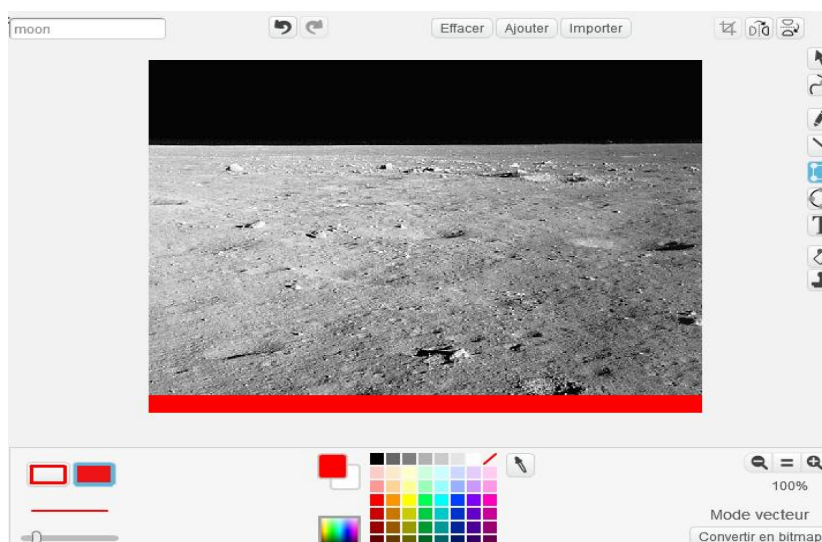 moon
Effacer Ajouter Importer
T
100%
Mode vecteur
Convertir en bitmap